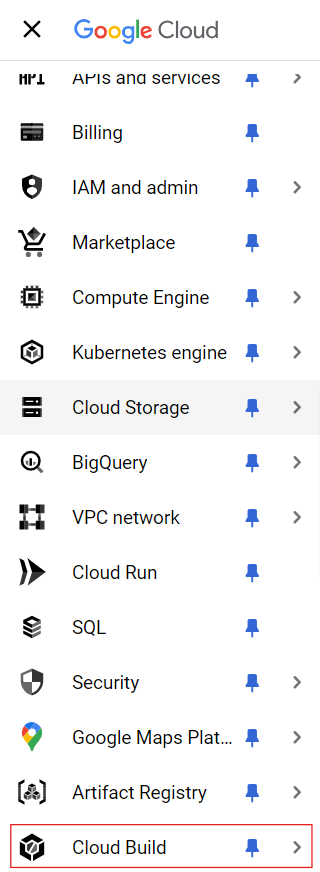 Google Cloud
APIs and services
Billing
IAM and admin
Marketplace
Compute Engine
Kubernetes engine
Cloud Storage
BigQuery
VPC network
Cloud Run
SQL
Security
Google Maps Plat...
Artifact Registry
Cloud Build